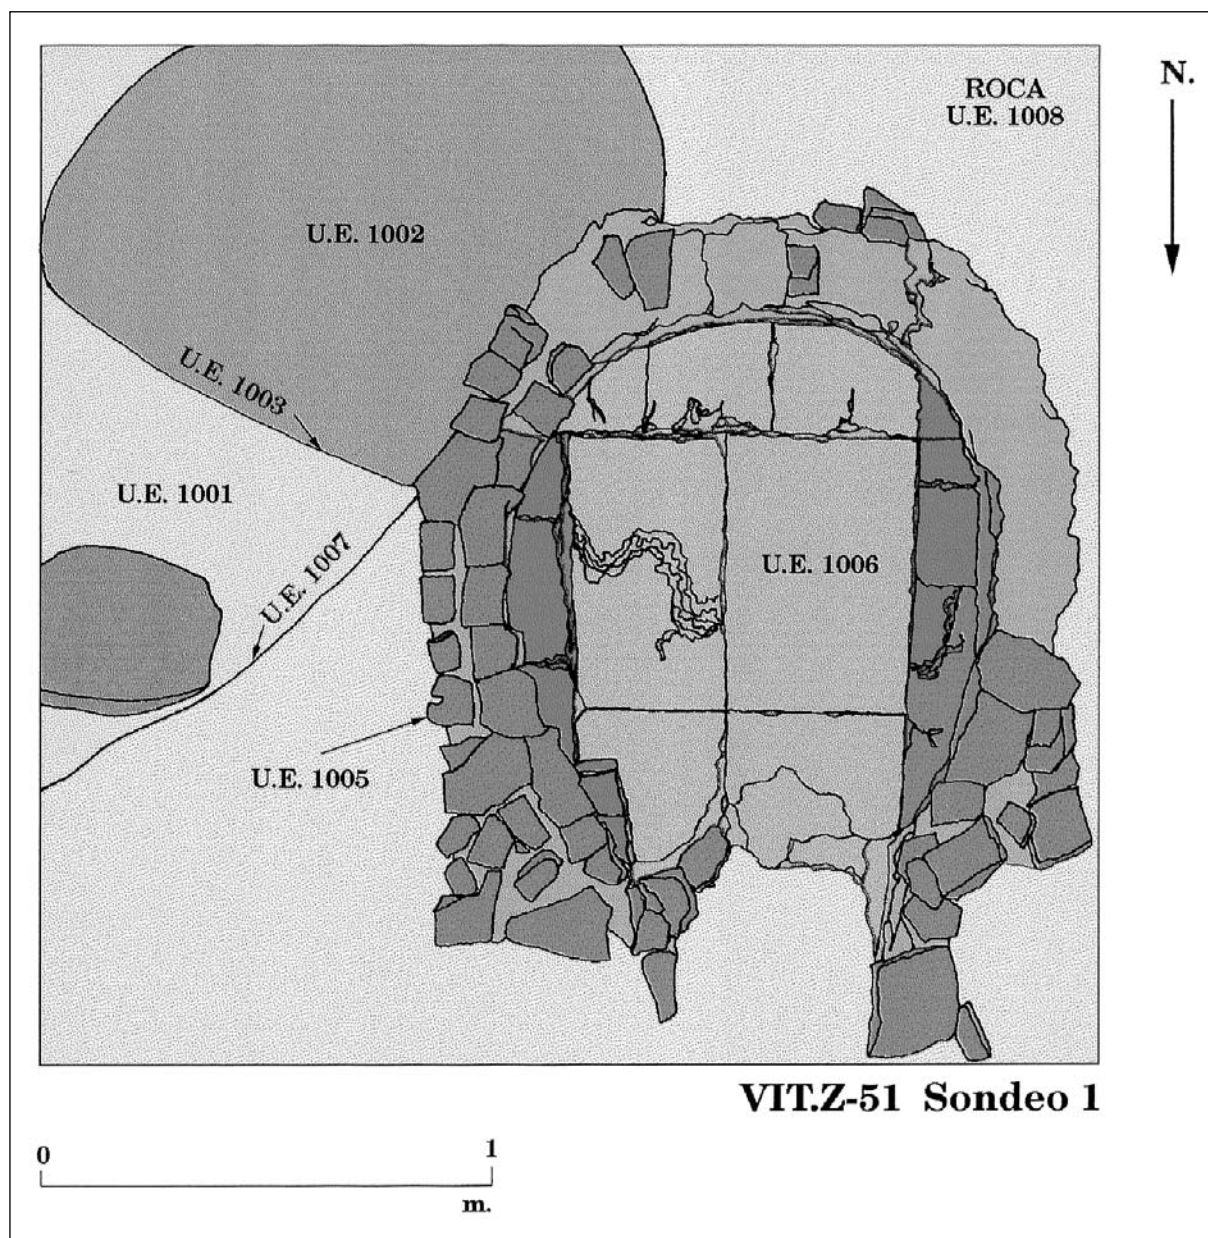 N.
ROCA
U.E. 1008
U.E. 1002
U.E. 1003
U.E. 1001
U.E. 1007
U.E. 1006
U.E. 1005
VIT.Z-51 Sondeo 1
0 1
m.